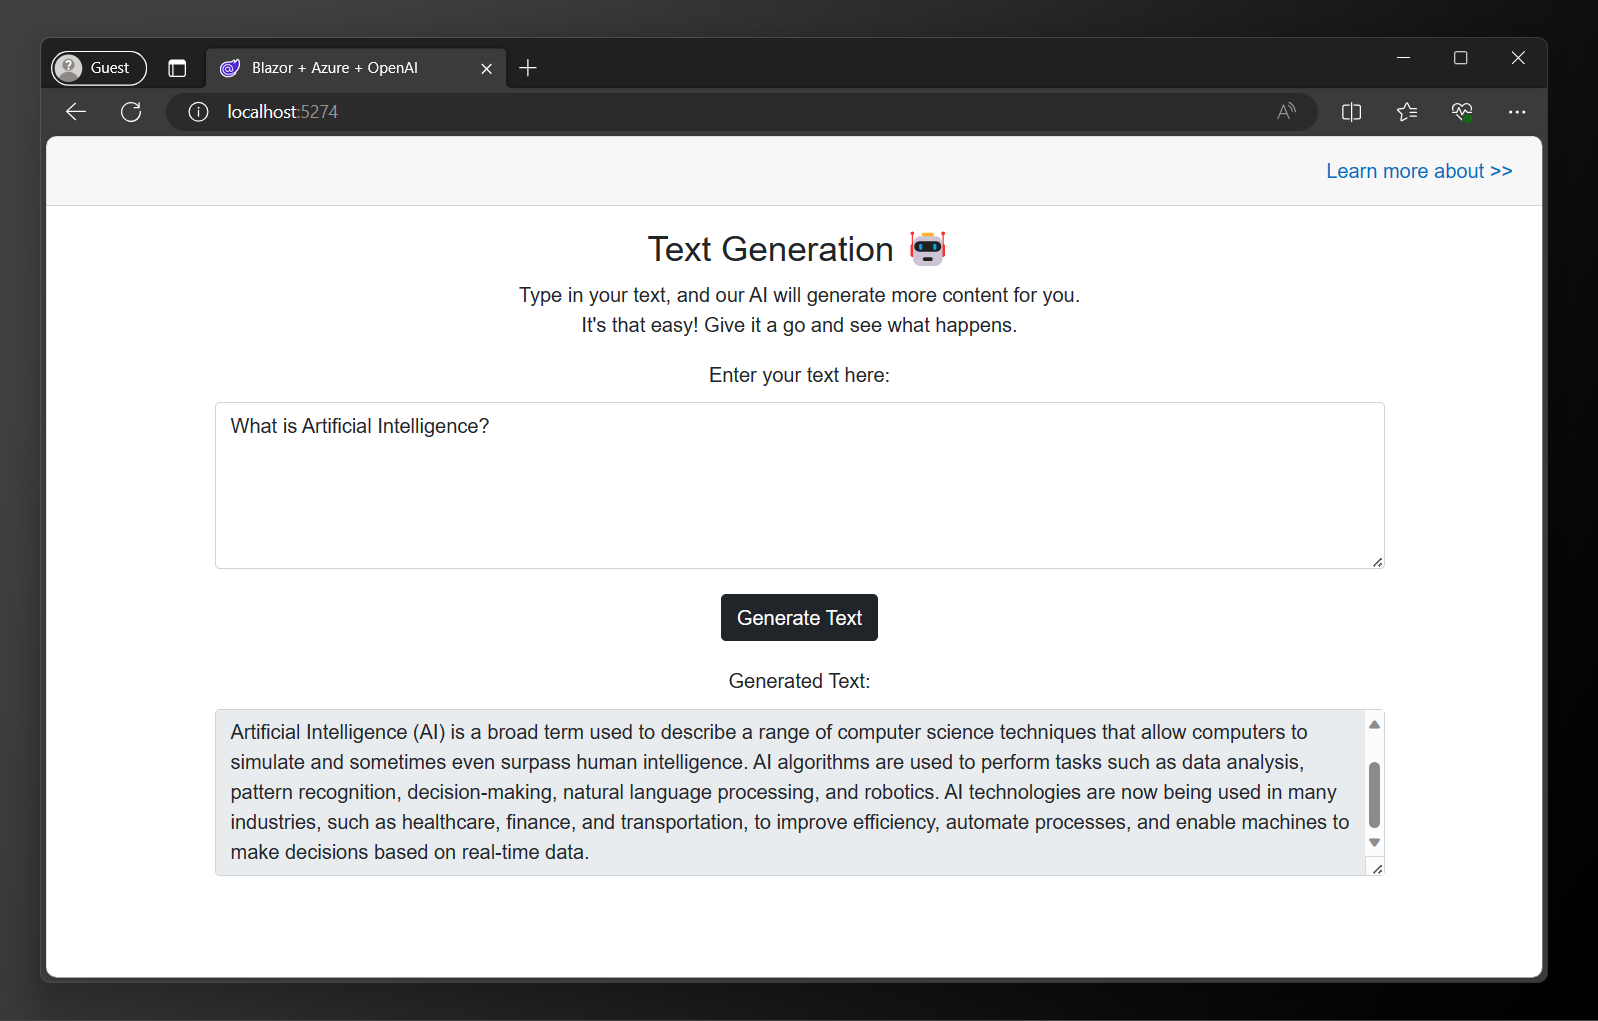 Guest
Blazor + Azure + OpenAI
localhost:5274
Learn more about >>
Text Generation
Type in your text, and our AI will generate more content for you.
It's that easy! Give it a go and see what happens.
Enter your text here:
What is Artificial Intelligence?
Generate Text
Generated Text:
Artificial Intelligence (AI) is a broad term used to describe a range of computer science techniques that allow computers to
simulate and sometimes even surpass human intelligence. AI algorithms are used to perform tasks such as data analysis,
pattern recognition, decision-making, natural language processing, and robotics. AI technologies are now being used in many
industries, such as healthcare, finance, and transportation, to improve efficiency, automate processes, and enable machines to
make decisions based on real-time data.